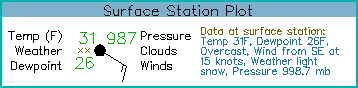 Surface Station Plot
Temp (F) 31 987 Pressure
Weather Clouds
Dewpoint 26 Winds
Data at surface station:
Temp 31F, Dewpoint 26F,
Overcast, Wind from SE at
15 knots, Weather light
snow, Pressure 998.7 mb